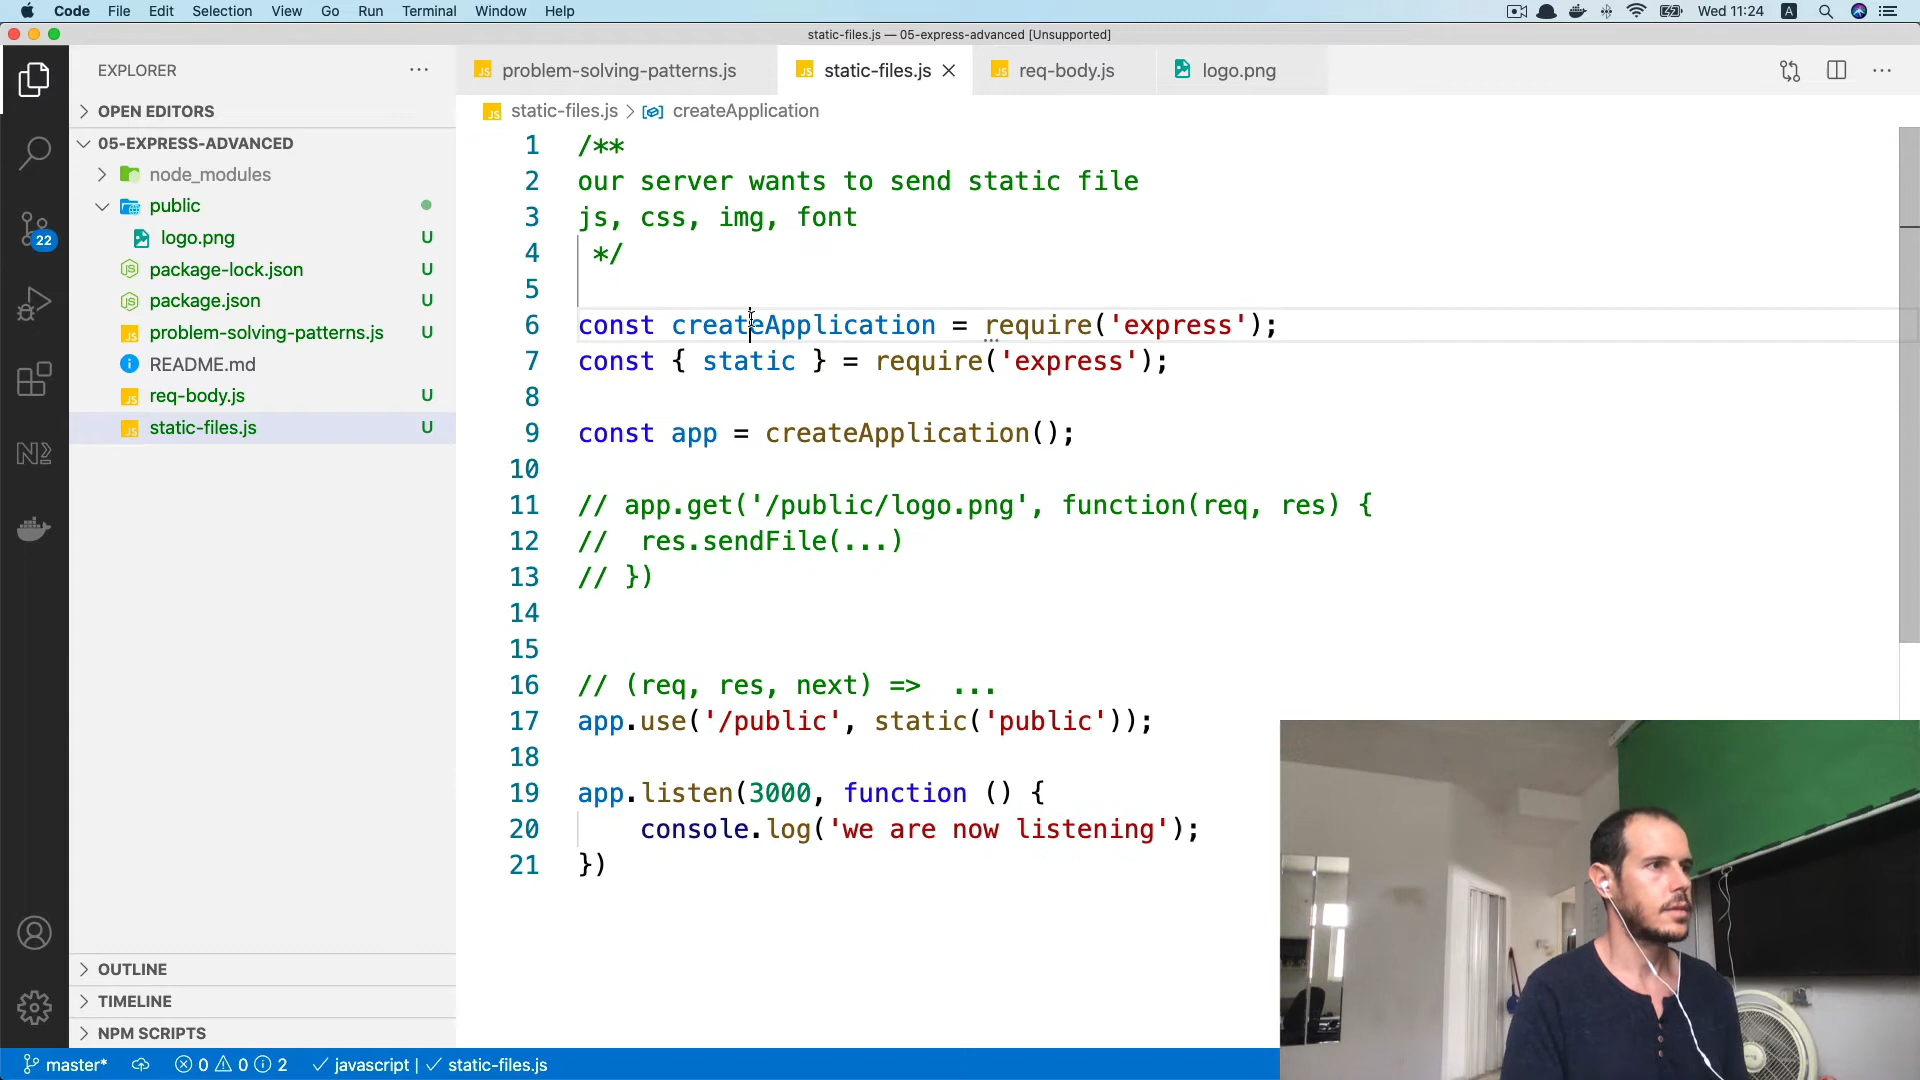 Code File Edit Selection View Go Run Terminal Window Help Wed 11:24 A
static-files.js — 05-express-advanced [Unsupported]
EXPLORER
problem-solving-patterns.js static-files.js req-body.js logo.png
OPEN EDITORS
static-files.js > createApplication
05-EXPRESS-ADVANCED
node_modules
public
logo.png U
package-lock.json U
package.json U
problem-solving-patterns.js U
README.md
req-body.js U
static-files.js U
22
OUTLINE
TIMELINE
NPM SCRIPTS
1 /**
2 our server wants to send static file
3 js, css, img, font
4 */
5
6 const createApplication = require('express');
7 const { static } = require('express');
8
9 const app = createApplication();
10
11 // app.get('/public/logo.png', function(req, res) {
12 //  res.sendFile(...)
13 // })
14
15
16 // (req, res, next) =>  ...
17 app.use('/public', static('public'));
18
19 app.listen(3000, function () {
20     console.log('we are now listening');
21 })
master* 0 0 2 javascript | static-files.js